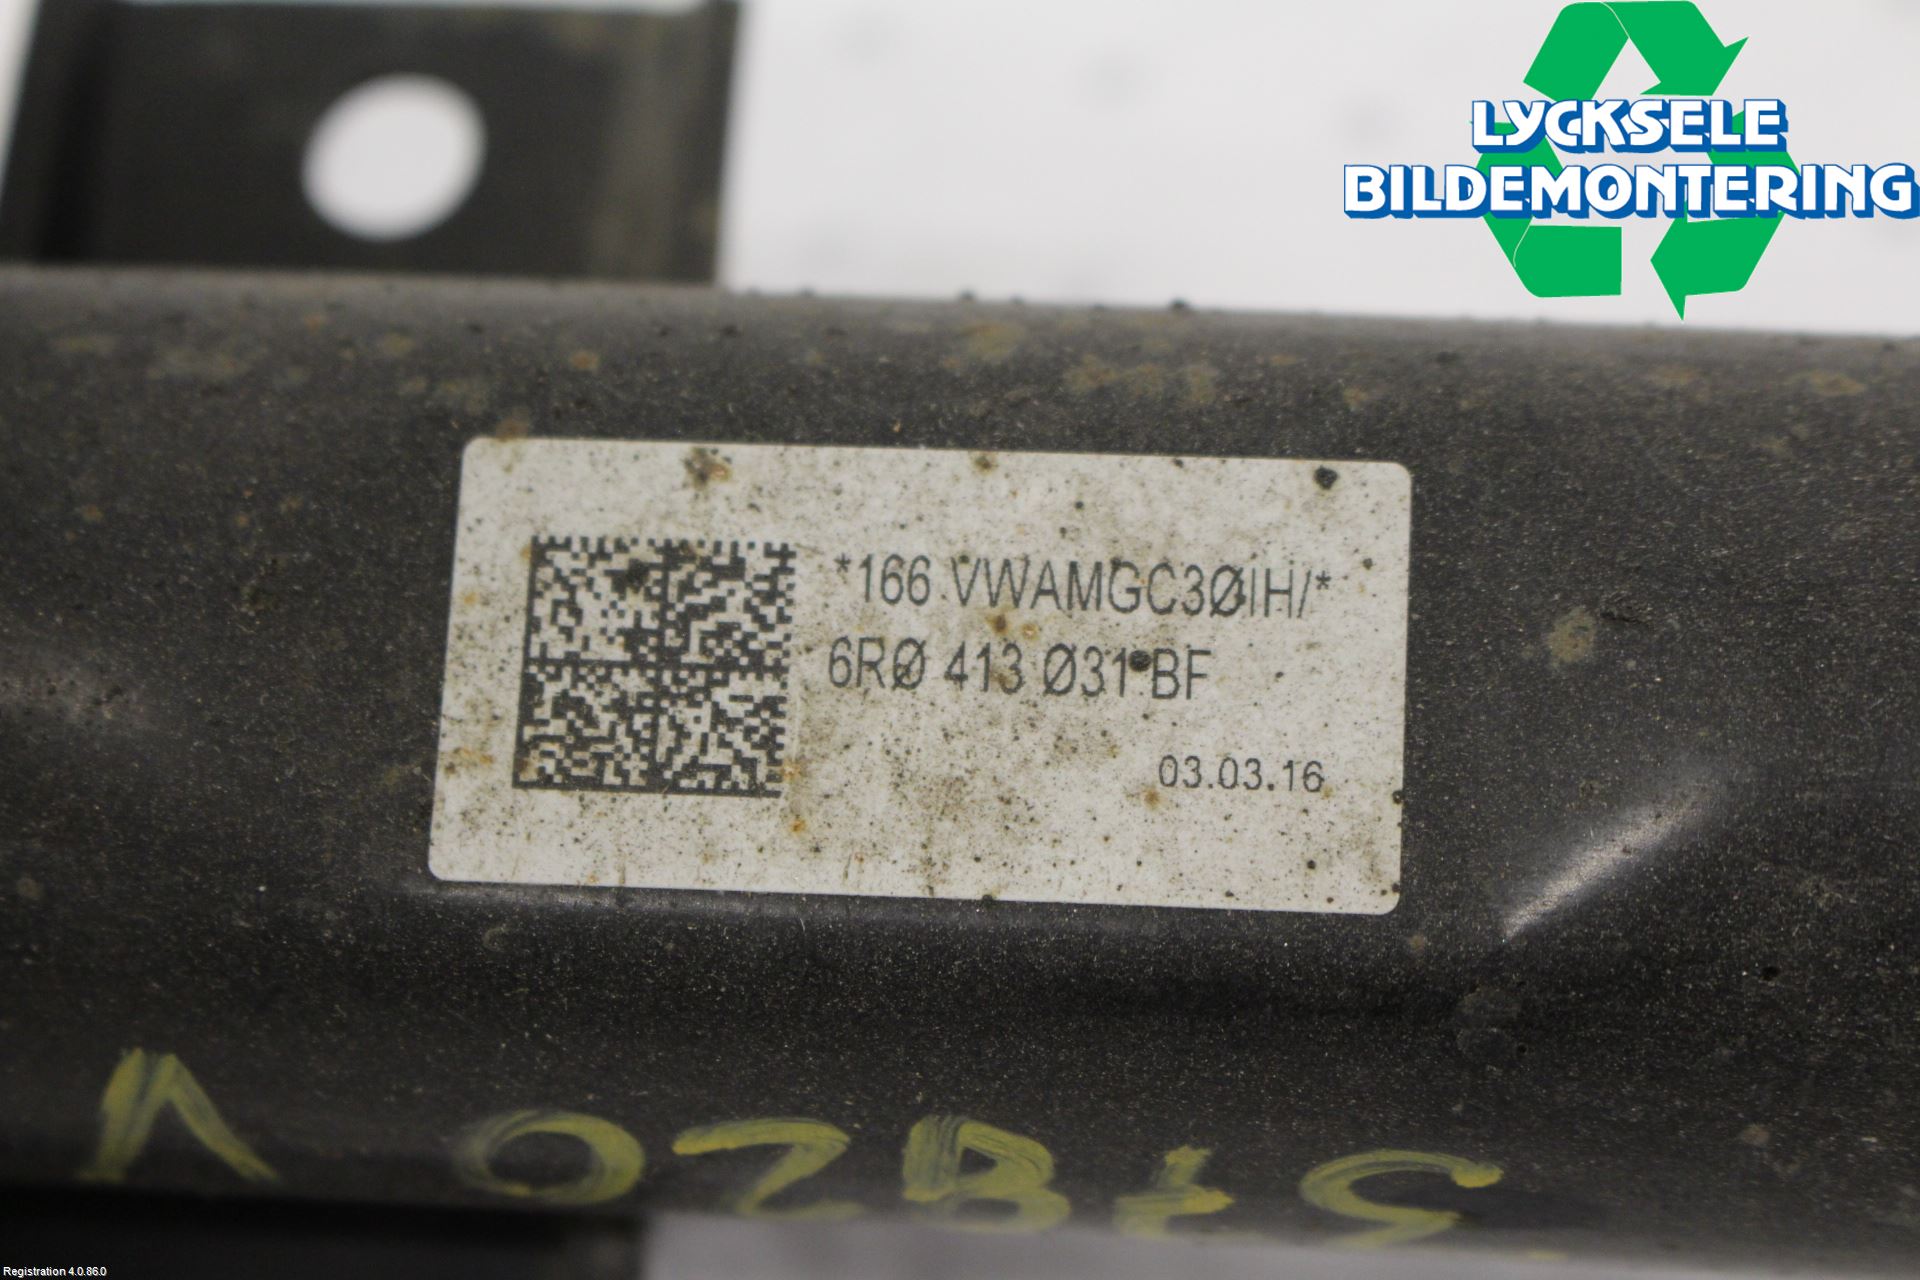 LYCKSELE
BILDEMONTERING
*166 VWAMGC3ØIH/*
6RØ 413 Ø31 BF
03.03.16
Registration 4.0.86.0